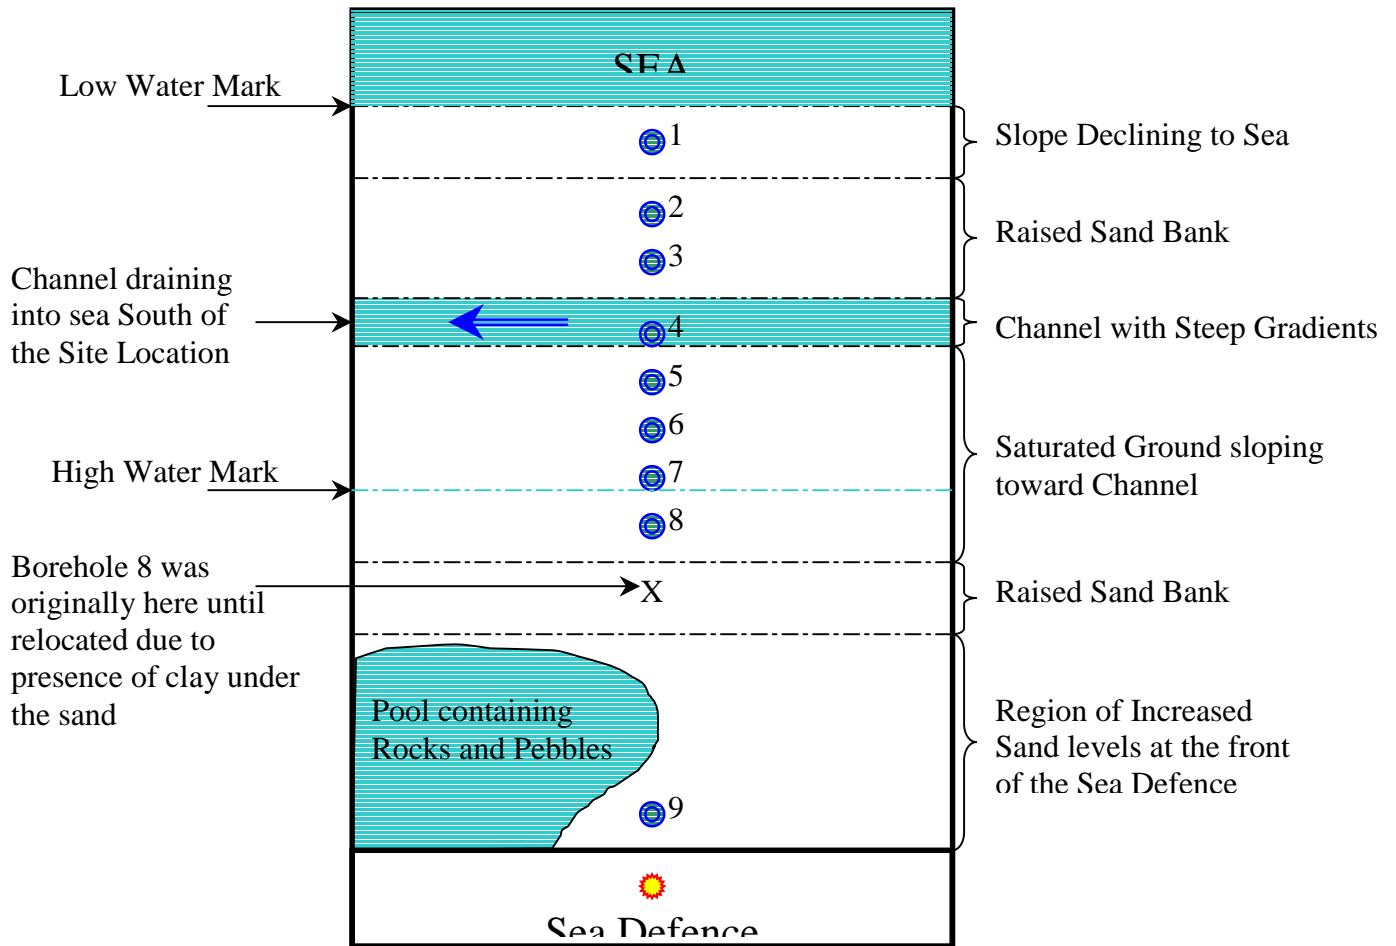 SEA
Low Water Mark
1
Slope Declining to Sea
2
Raised Sand Bank
3
Channel draining
into sea South of
the Site Location
4
Channel with Steep Gradients
5
6
Saturated Ground sloping
toward Channel
High Water Mark
7
8
Borehole 8 was
originally here until
relocated due to
presence of clay under
the sand
X
Raised Sand Bank
Pool containing
Rocks and Pebbles
Region of Increased
Sand levels at the front
of the Sea Defence
9
Sea Defence